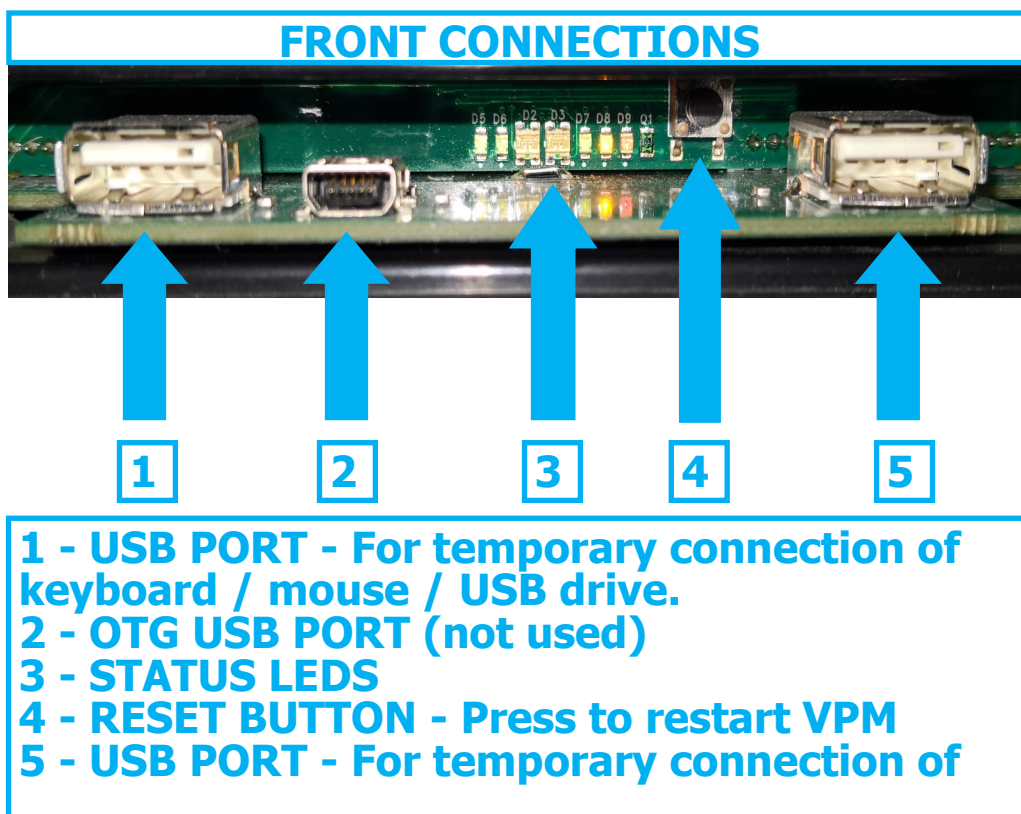 FRONT CONNECTIONS
D5 D6 D2 D3 D7 D8 D9 Q1
1 2 3 4 5
1 - USB PORT - For temporary connection of
keyboard / mouse / USB drive.
2 - OTG USB PORT (not used)
3 - STATUS LEDS
4 - RESET BUTTON - Press to restart VPM
5 - USB PORT - For temporary connection of